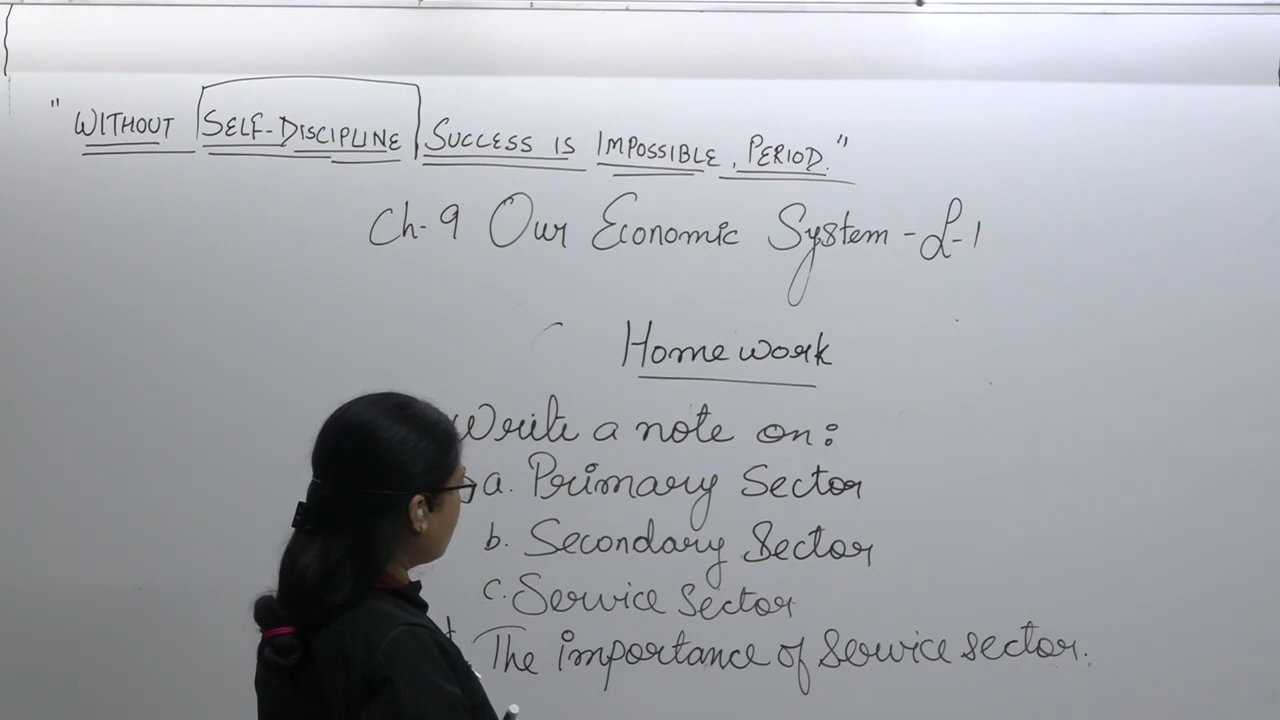 "WITHOUT SELF-DISCIPLINE SUCCESS IS IMPOSSIBLE, PERIOD."
Ch-9 Our Economic System - L-1
Homework
Write a note on:
a. Primary Sector
b. Secondary Sector
c. Service Sector
The importance of Service sector.